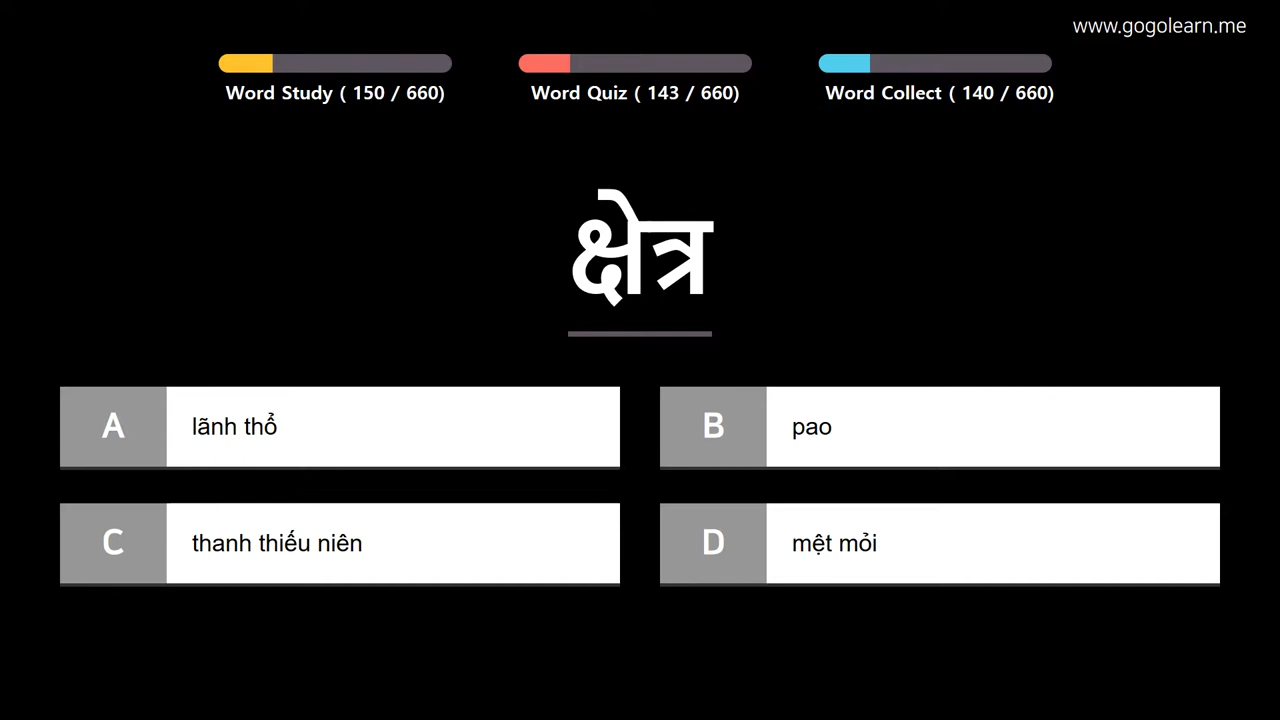 www.gogolearn.me
Word Study ( 150 / 660)
Word Quiz ( 143 / 660)
Word Collect ( 140 / 660)
क्षेत्र
A
lãnh thổ
B
pao
C
thanh thiếu niên
D
mệt mỏi